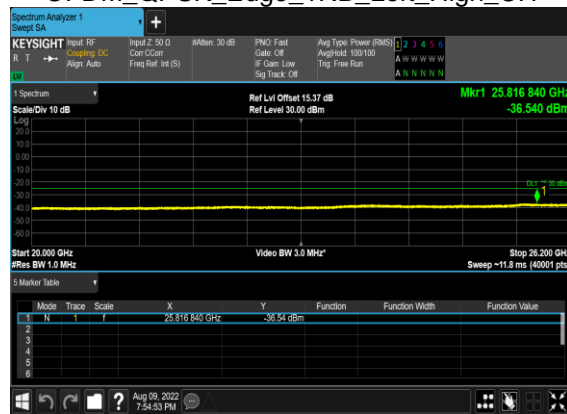 Spectrum Analyzer 1
Swept SA
+
KEYSIGHT Input: RF Input Z: 50 Ω #Atten: 30 dB PNO: Fast Avg Type: Power (RMS) 1 2 3 4 5 6
R T Coupling: DC Corr CCorr Gate: Off Avg|Hold: 100/100 A W W W W W
Align: Auto Freq Ref: Int (S) IF Gain: Low Trig: Free Run
Sig Track: Off A N N N N N
LW
1 Spectrum Ref Lvl Offset 15.37 dB Mkr1 25.816 840 GHz
Scale/Div 10 dB Ref Level 30.00 dBm -36.540 dBm
Log
20.0
10.0
0.00
-10.0
-20.0
1
-30.0
-40.0
-50.0
-60.0
Start 20.000 GHz Video BW 3.0 MHz* Stop 26.200 GHz
#Res BW 1.0 MHz Sweep ~11.8 ms (40001 pts)
5 Marker Table
Mode Trace Scale X Y Function Function Width Function Value
1 N 1 f 25.816 840 GHz -36.54 dBm
2
3
4
5
6
? Aug 09, 2022
7:54:53 PM